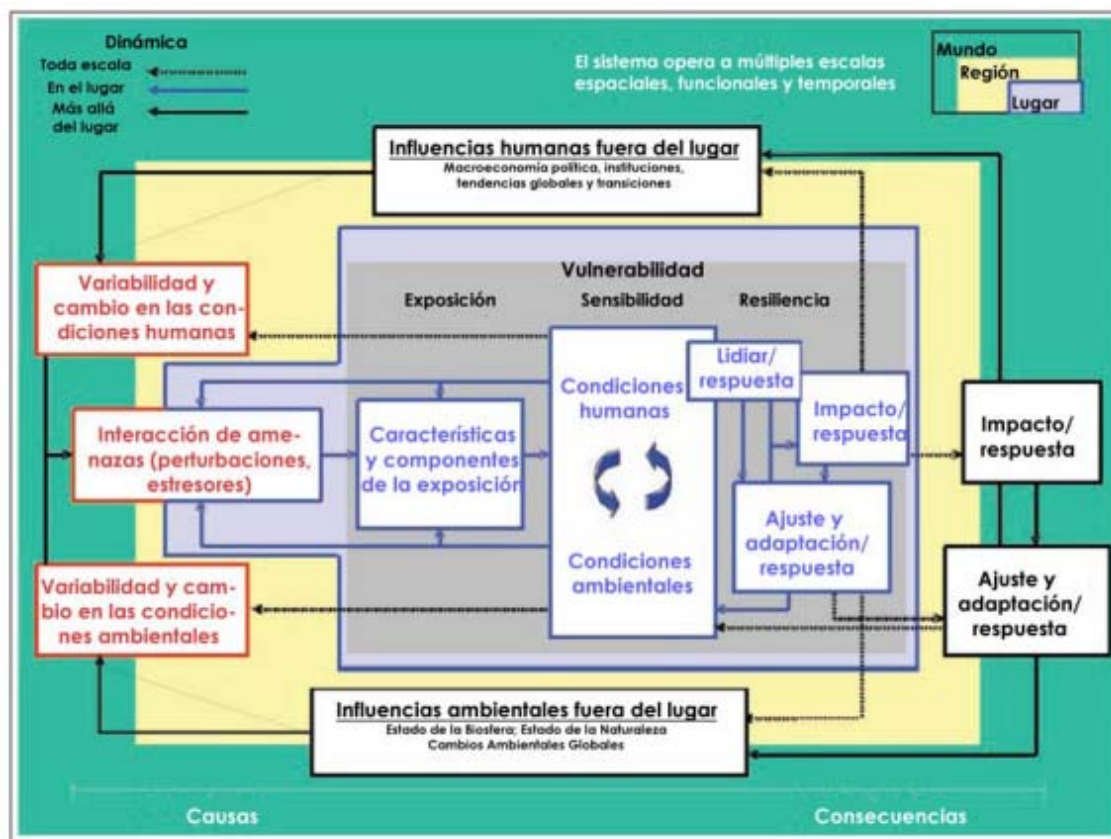 Dinámica
Toda escala
En el lugar
Más allá
del lugar
El sistema opera a múltiples escalas
espaciales, funcionales y temporales
Mundo
Región
Lugar
Influencias humanas fuera del lugar
Macroeconomía política, instituciones,
tendencias globales y transiciones
Vulnerabilidad
Exposición
Sensibilidad
Resiliencia
Variabilidad y
cambio en las con-
diciones humanas
Interacción de ame-
nazas (perturbaciones,
estresores)
Variabilidad y cam-
bio en las condicio-
nes ambientales
Características
y componentes
de la exposición
Condiciones
humanas
Condiciones
ambientales
Lidiar/
respuesta
Impacto/
respuesta
Ajuste y
adaptación/
respuesta
Impacto/
respuesta
Ajuste y
adaptación/
respuesta
Influencias ambientales fuera del lugar
Estado de la Biosfera; Estado de la Naturaleza
Cambios Ambientales Globales
Causas
Consecuencias